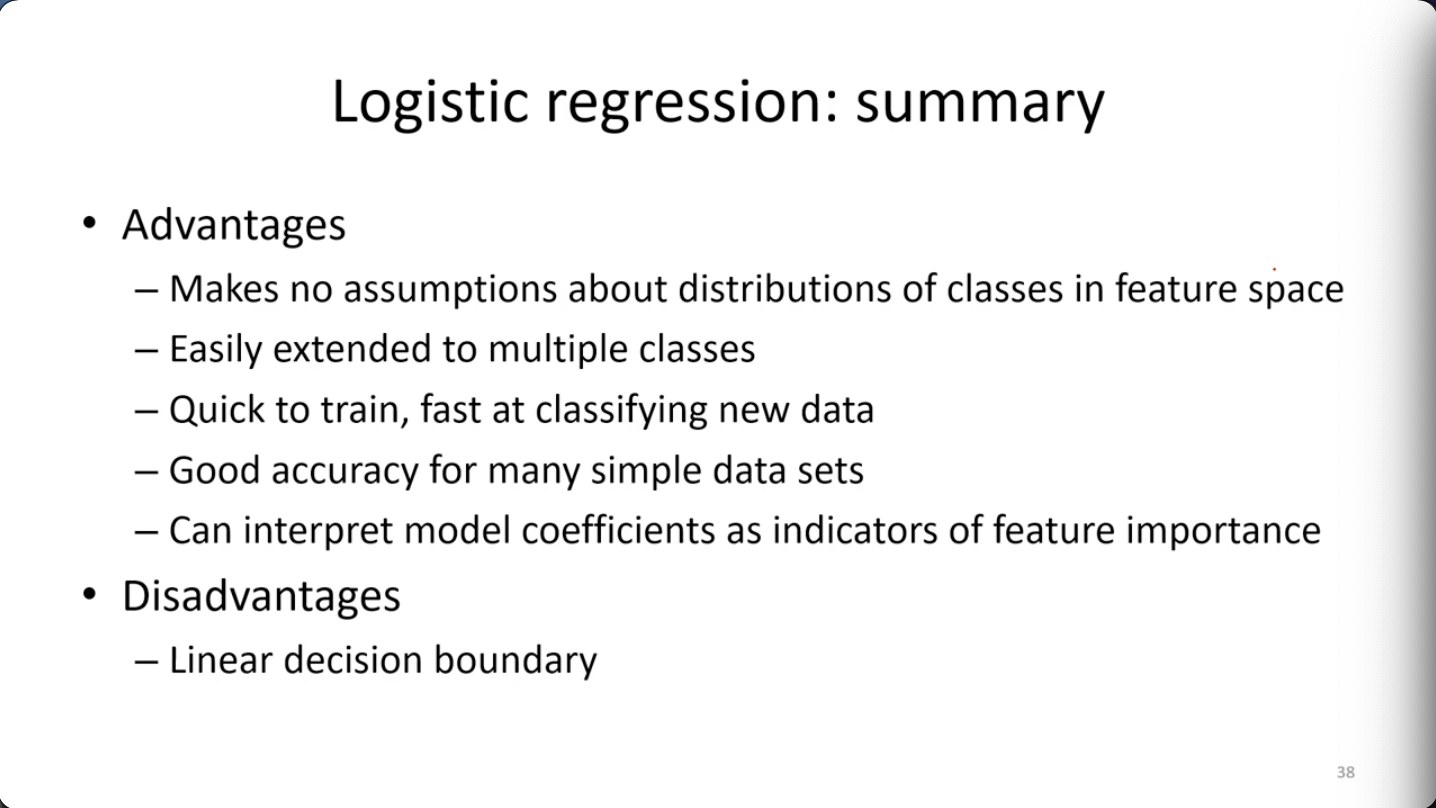 Logistic regression: summary
• Advantages
– Makes no assumptions about distributions of classes in feature space
– Easily extended to multiple classes
– Quick to train, fast at classifying new data
– Good accuracy for many simple data sets
– Can interpret model coefficients as indicators of feature importance
• Disadvantages
– Linear decision boundary
38